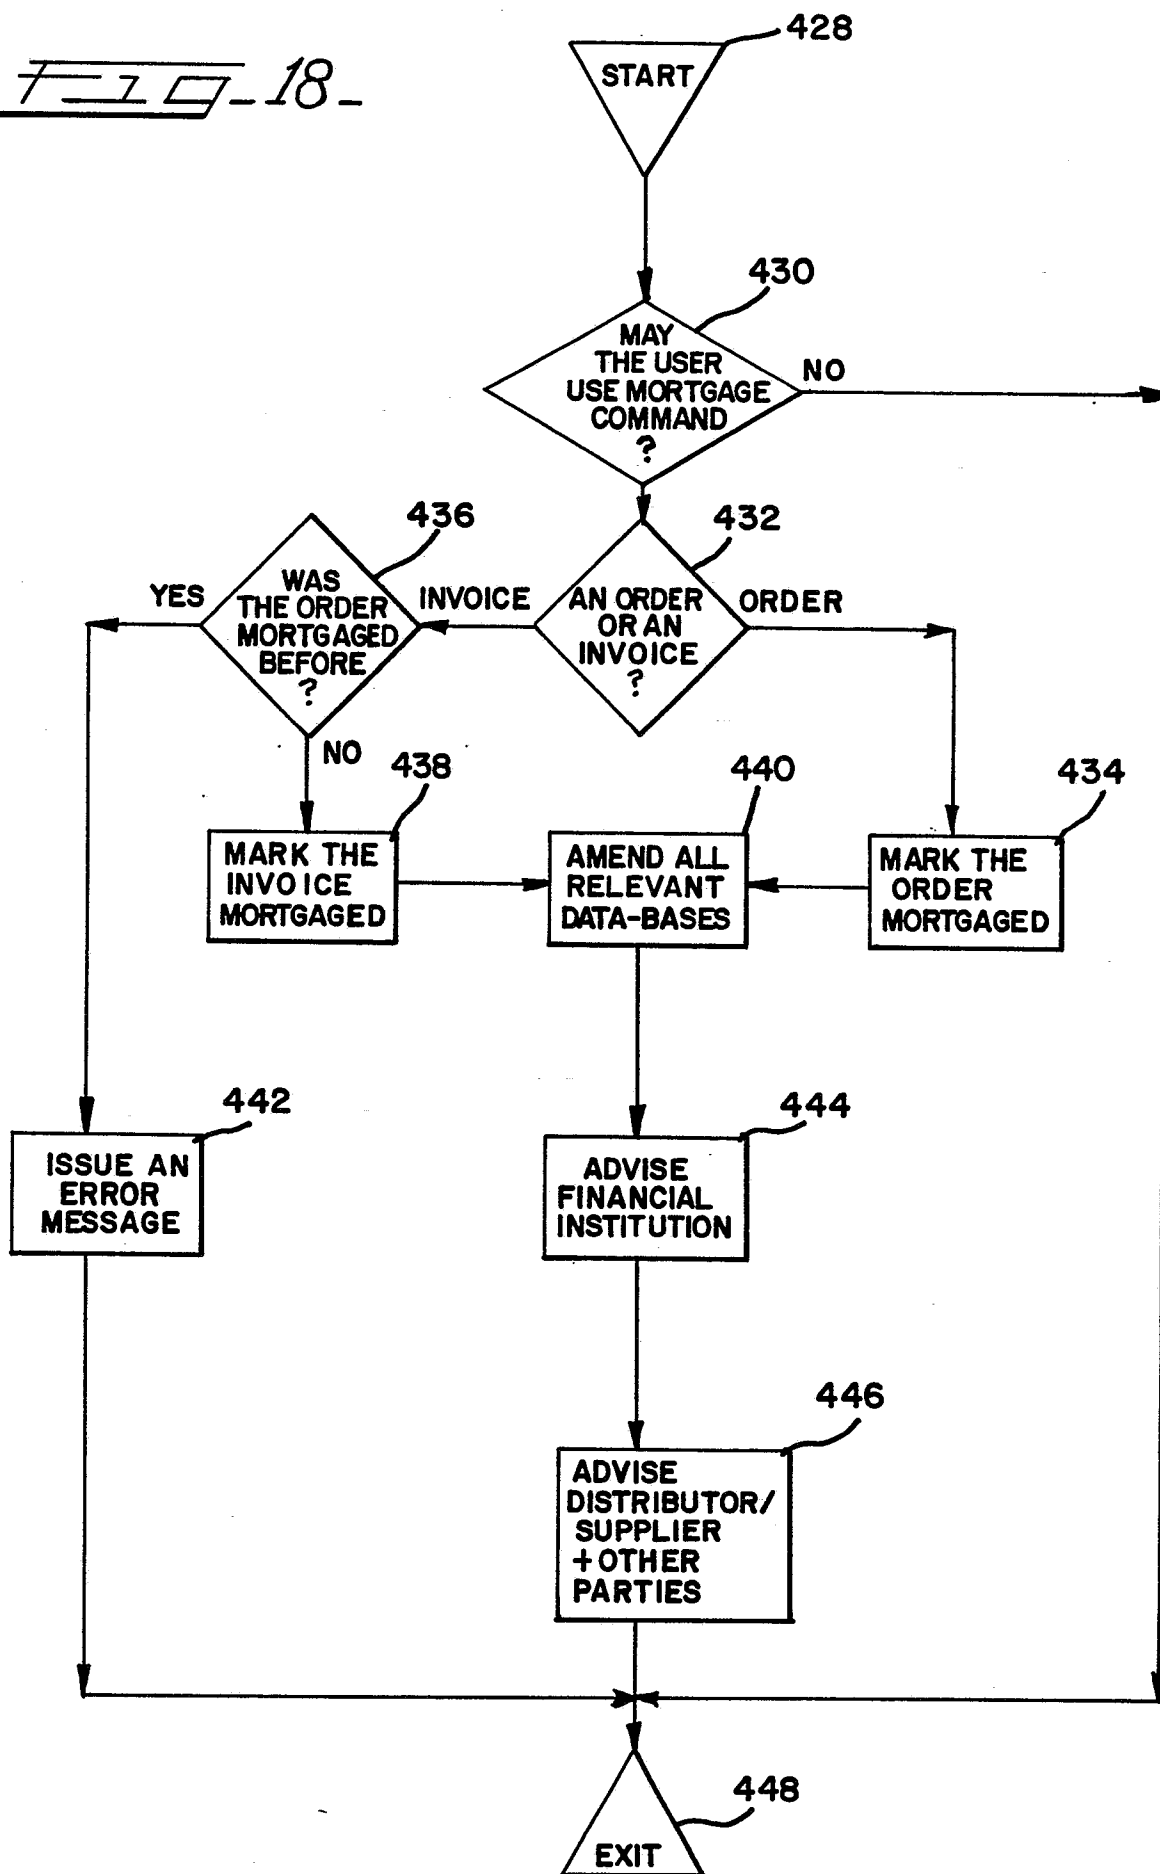 Fig-18-
428
START
430
MAY
THE USER
USE MORTGAGE
COMMAND
?
NO
436
432
YES
WAS
THE ORDER
MORTGAGED
BEFORE
?
INVOICE
AN ORDER
OR AN
INVOICE
?
ORDER
NO
438
440
434
MARK THE
INVOICE
MORTGAGED
AMEND ALL
RELEVANT
DATA-BASES
MARK THE
ORDER
MORTGAGED
442
444
ISSUE AN
ERROR
MESSAGE
ADVISE
FINANCIAL
INSTITUTION
446
ADVISE
DISTRIBUTOR/
SUPPLIER
+OTHER
PARTIES
448
EXIT